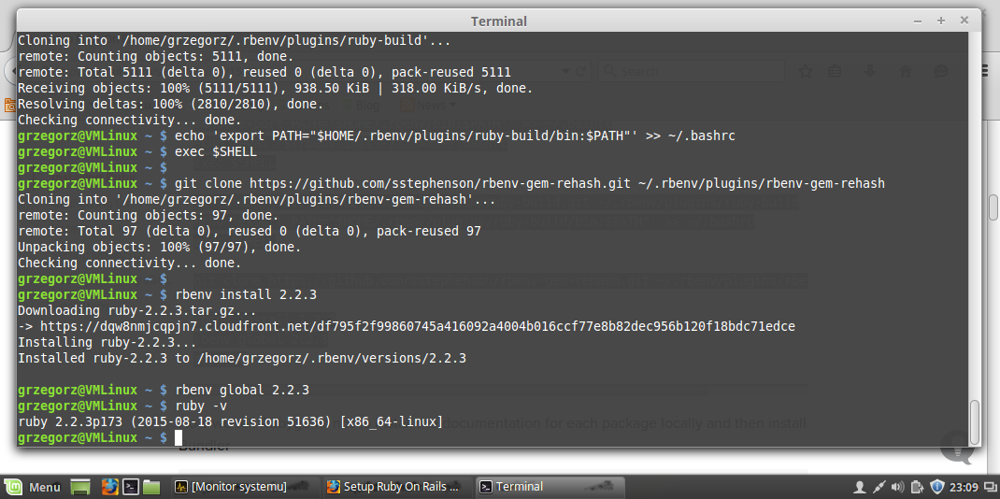 Terminal
Cloning into '/home/grzegorz/.rbenv/plugins/ruby-build'...
remote: Counting objects: 5111, done.
remote: Total 5111 (delta 0), reused 0 (delta 0), pack-reused 5111
Receiving objects: 100% (5111/5111), 938.50 KiB | 318.00 KiB/s, done.
Resolving deltas: 100% (2810/2810), done.
Checking connectivity... done.
grzegorz@VMLinux ~ $ echo 'export PATH="$HOME/.rbenv/plugins/ruby-build/bin:$PATH"' >> ~/.bashrc
grzegorz@VMLinux ~ $ exec $SHELL
grzegorz@VMLinux ~ $
grzegorz@VMLinux ~ $ git clone https://github.com/sstephenson/rbenv-gem-rehash.git ~/.rbenv/plugins/rbenv-gem-rehash
Cloning into '/home/grzegorz/.rbenv/plugins/rbenv-gem-rehash'...
remote: Counting objects: 97, done.
remote: Total 97 (delta 0), reused 0 (delta 0), pack-reused 97
Unpacking objects: 100% (97/97), done.
Checking connectivity... done.
grzegorz@VMLinux ~ $
grzegorz@VMLinux ~ $ rbenv install 2.2.3
Downloading ruby-2.2.3.tar.gz...
-> https://dqw8nmjcqpjn7.cloudfront.net/df795f2f99860745a416092a4004b016ccf77e8b82dec956b120f18bdc71edce
Installing ruby-2.2.3...
Installed ruby-2.2.3 to /home/grzegorz/.rbenv/versions/2.2.3
grzegorz@VMLinux ~ $ rbenv global 2.2.3
grzegorz@VMLinux ~ $ ruby -v
ruby 2.2.3p173 (2015-08-18 revision 51636) [x86_64-linux]
grzegorz@VMLinux ~ $
documentation for each package locally and then install
Bundler
Search
Blog
News
Menu
[Monitor systemu]
Setup Ruby On Rails ...
Terminal
23:09